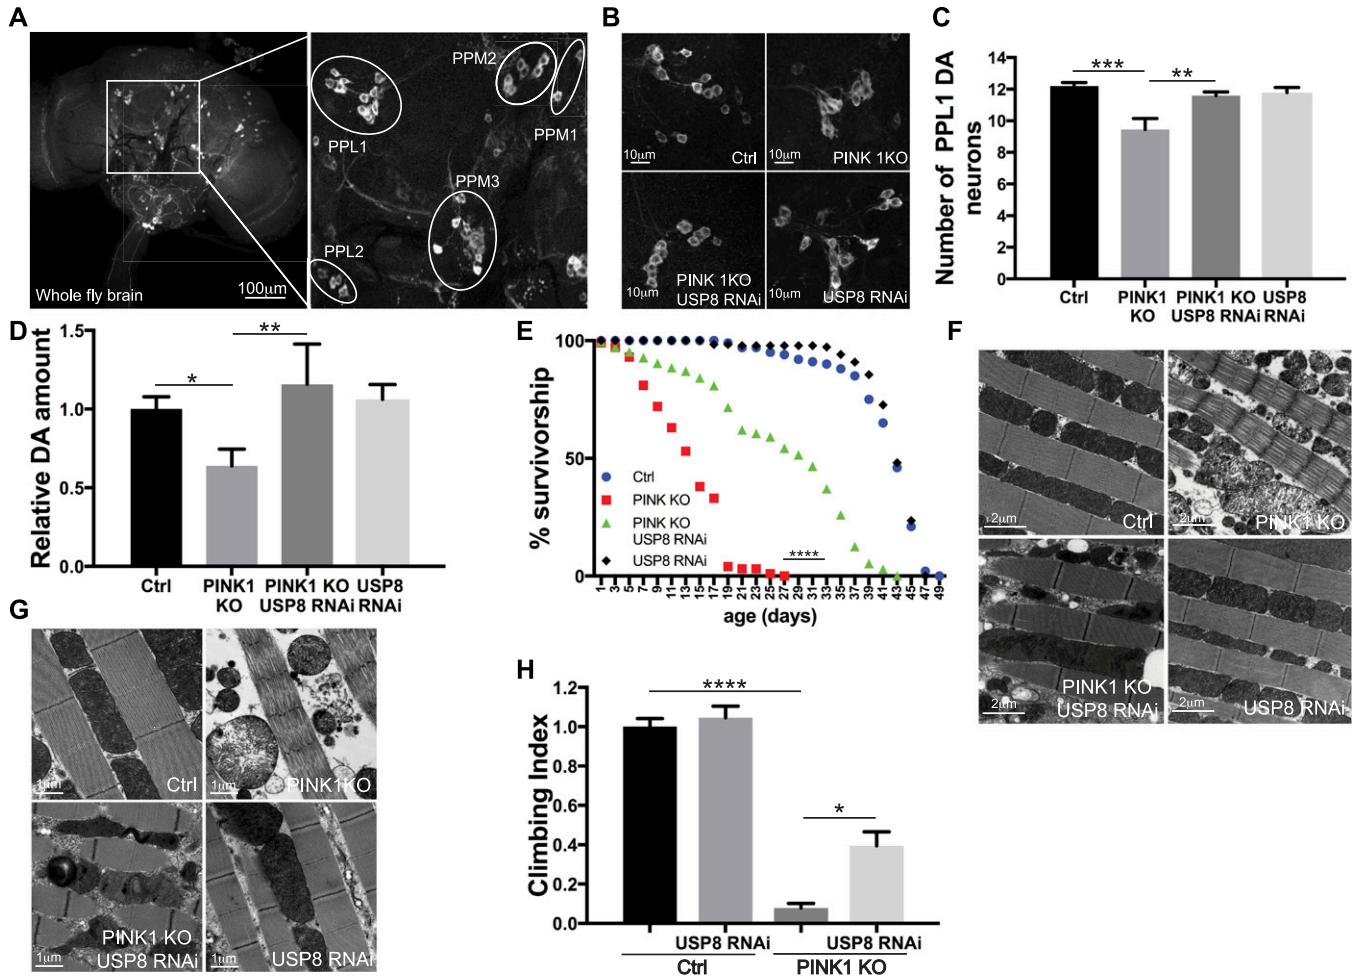 A
PPM2
PPL1
PPM1
PPM3
PPL2
Whole fly brain
100μm
B
10μm
Ctrl
10μm
PINK 1KO
10μm
PINK 1KO
USP8 RNAi
10μm
USP8 RNAi
C
Number of PPL1 DA
neurons
14
12
10
8
6
4
2
0
***
**
Ctrl
PINK1
KO
PINK1 KO
USP8 RNAi
USP8
RNAi
D
Relative DA amount
1.5
1.0
0.5
0.0
*
**
Ctrl
PINK1
KO
PINK1 KO
USP8 RNAi
USP8
RNAi
E
% survivorship
100
50
0
Ctrl
PINK KO
PINK KO
USP8 RNAi
USP8 RNAi
****
1 3 5 7 9 11 13 15 17 19 21 23 25 27 29 31 33 35 37 39 41 43 45 47 49
age (days)
F
2μm
Ctrl
2μm
PINK1 KO
2μm
PINK1 KO
USP8 RNAi
2μm
USP8 RNAi
G
1μm
Ctrl
1μm
PINK1KO
1μm
PINK1 KO
USP8 RNAi
1μm
USP8 RNAi
H
Climbing Index
1.2
1.0
0.8
0.6
0.4
0.2
0.0
****
*
USP8 RNAi
USP8 RNAi
Ctrl
PINK1 KO